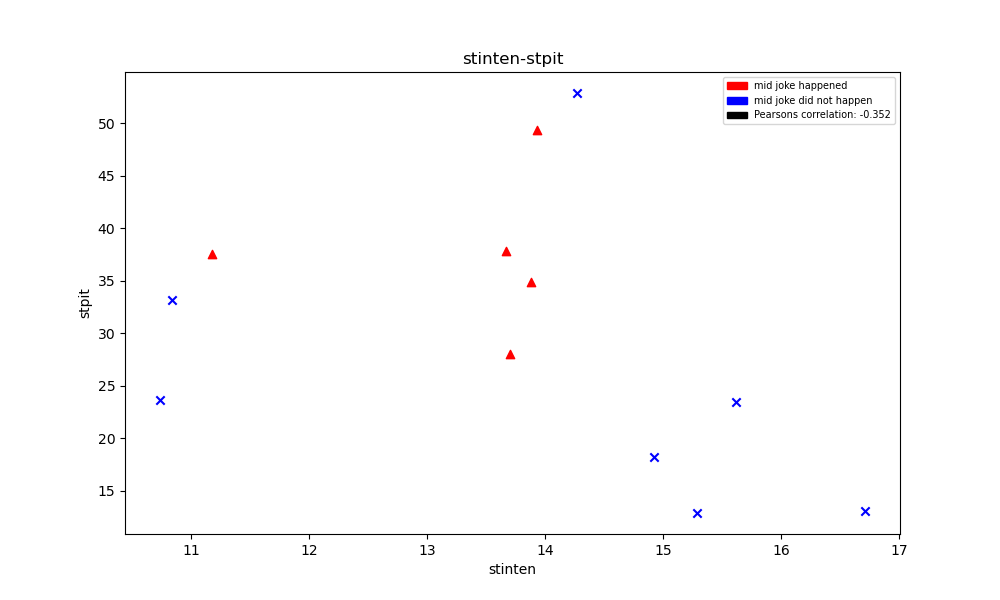 stinten-stpit
mid joke happened
mid joke did not happen
Pearsons correlation: -0.352
50
45
40
35
30
25
20
15
stpit
11 12 13 14 15 16 17
stinten